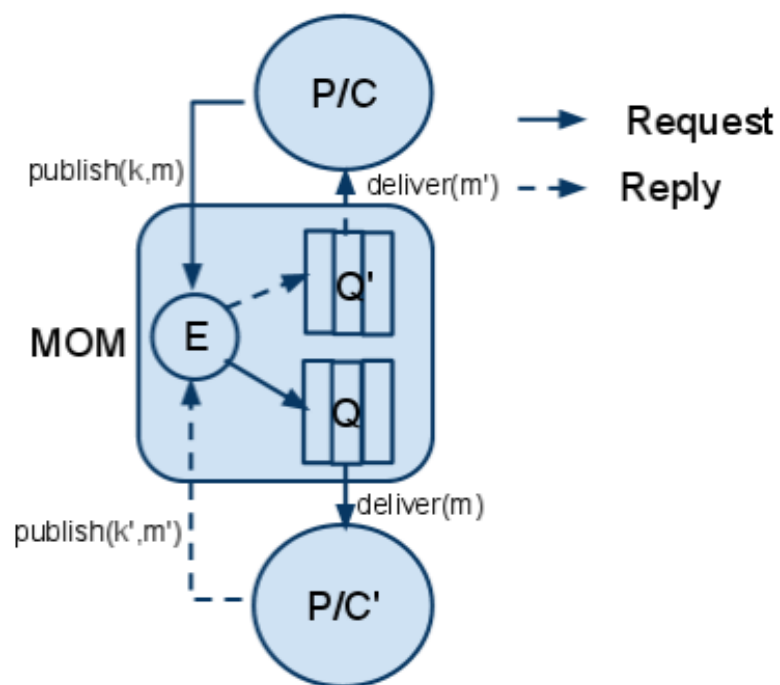 P/C
Request
publish(k,m)
deliver(m')
Reply
Q'
E
MOM
Q
deliver(m)
publish(k',m')
P/C'